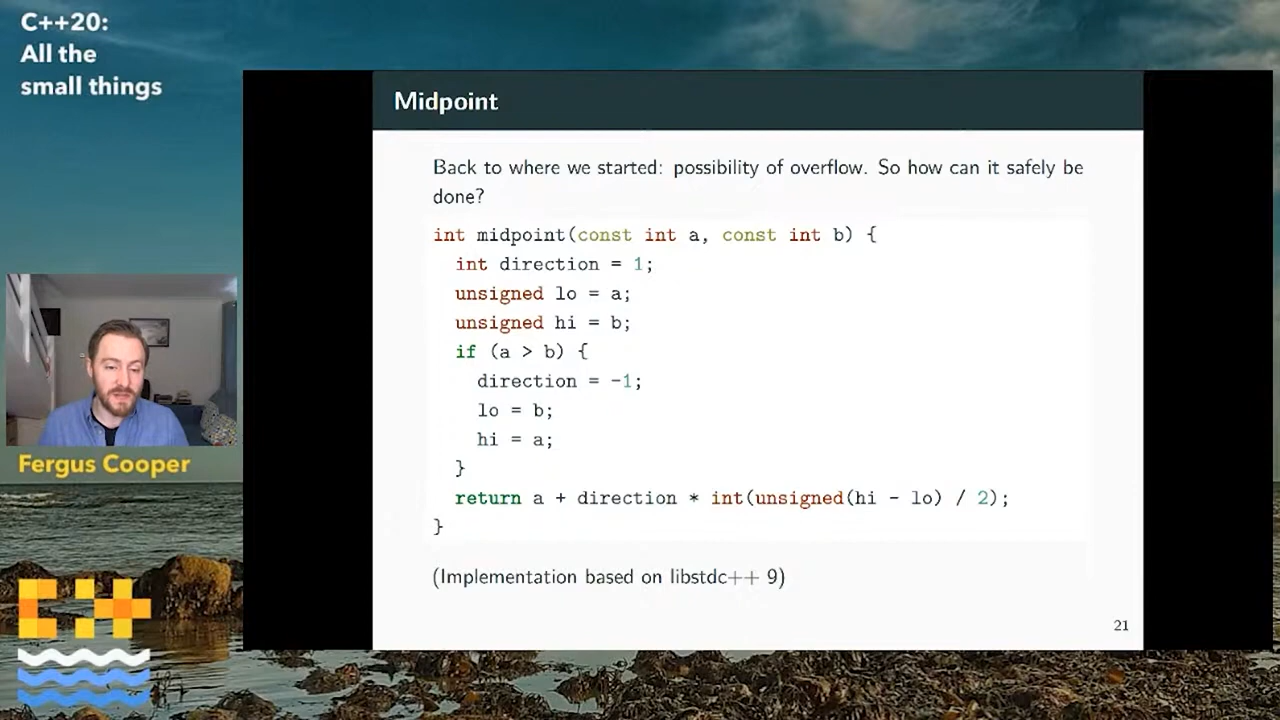 C++20:
All the
small things
Midpoint
Back to where we started: possibility of overflow. So how can it safely be
done?
int midpoint(const int a, const int b) {
int direction = 1;
unsigned lo = a;
unsigned hi = b;
if (a > b) {
direction = -1;
lo = b;
hi = a;
}
return a + direction * int(unsigned(hi - lo) / 2);
}
(Implementation based on libstdc++ 9)
21
Fergus Cooper